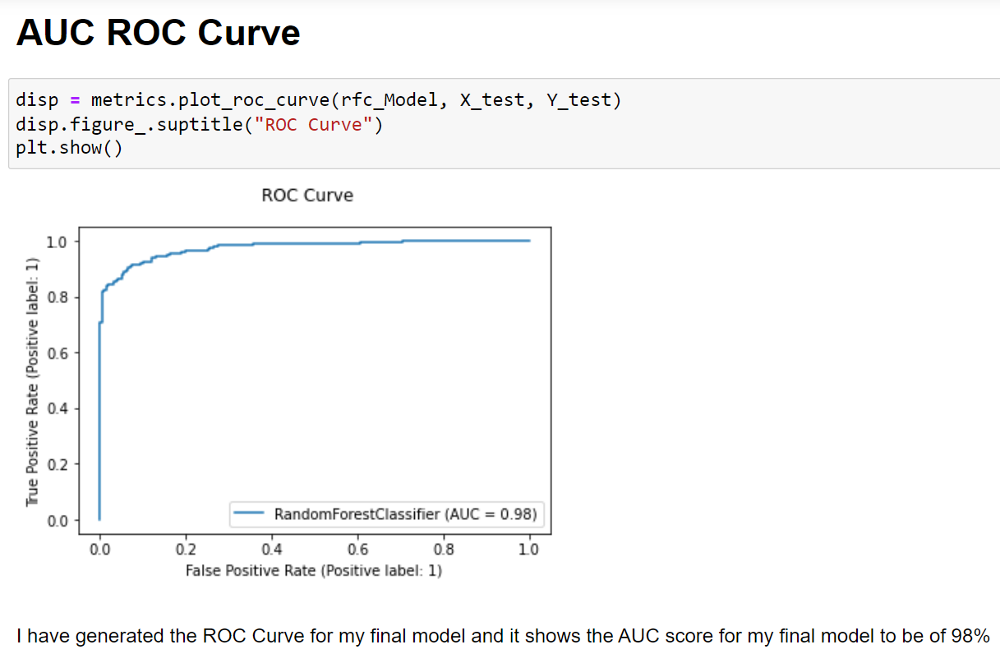 AUC ROC Curve
disp = metrics.plot_roc_curve(rfc_Model, X_test, Y_test)
disp.figure_.suptitle("ROC Curve")
plt.show()
ROC Curve
True Positive Rate (Positive label: 1)
1.0
0.8
0.6
0.4
0.2
0.0
RandomForestClassifier (AUC = 0.98)
0.0 0.2 0.4 0.6 0.8 1.0
False Positive Rate (Positive label: 1)
I have generated the ROC Curve for my final model and it shows the AUC score for my final model to be of 98%